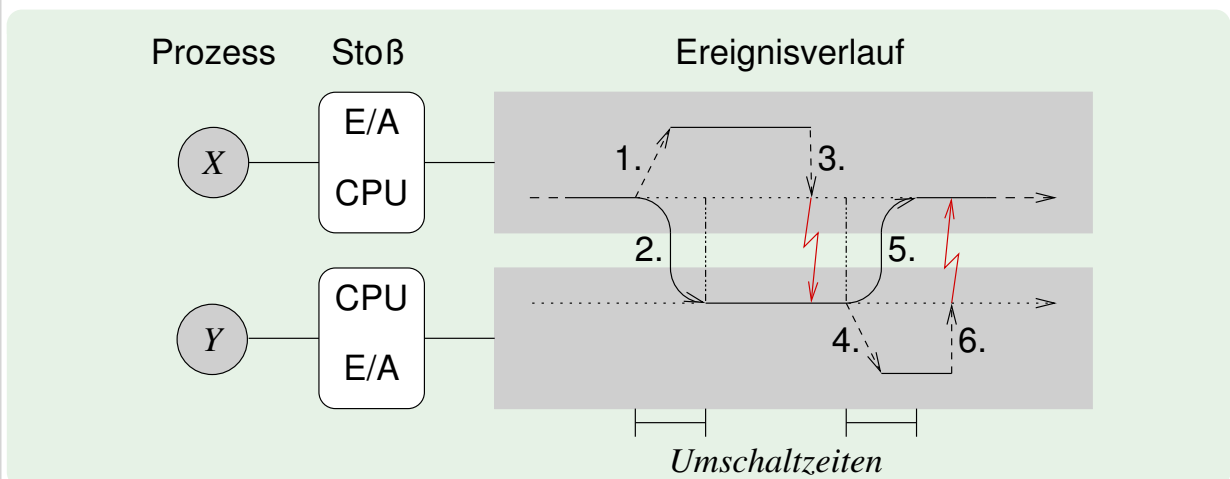 Prozess Stoß Ereignisverlauf
E/A
X 1. 3.
CPU
2. 5.
CPU
Y 4. 6.
E/A
Umschaltzeiten